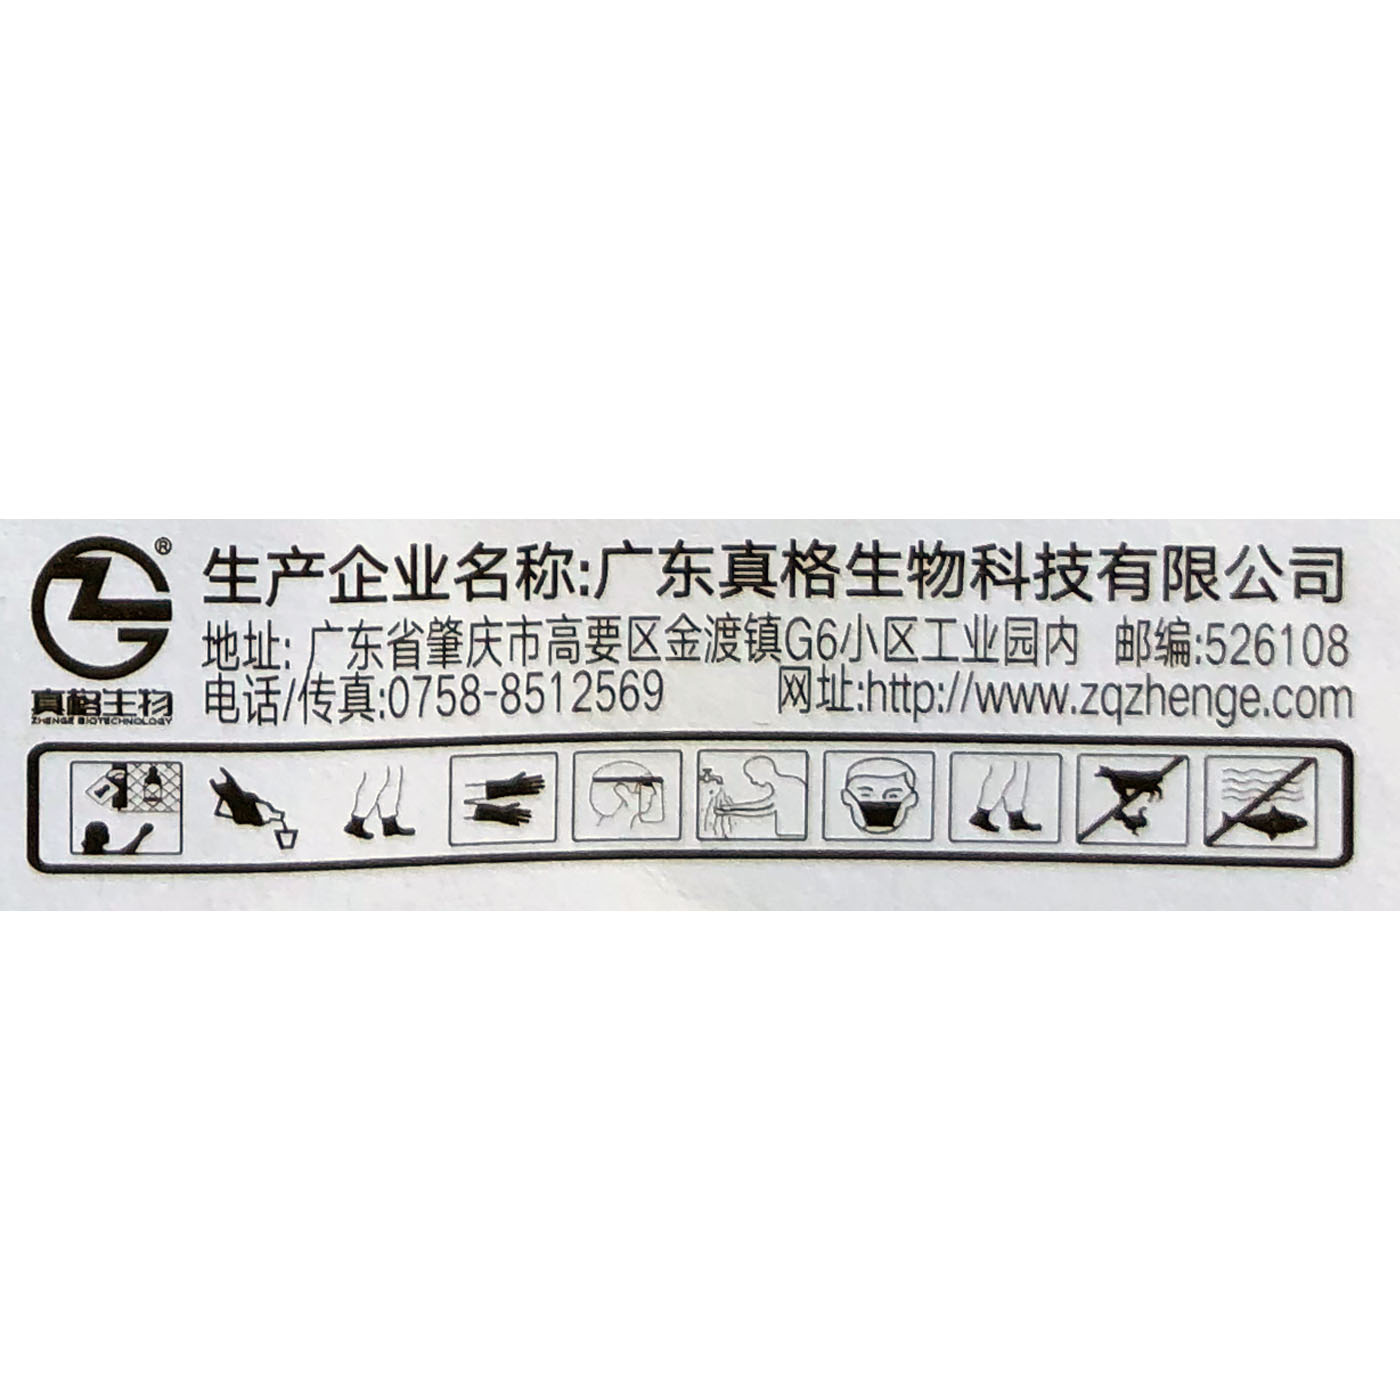 ®
生产企业名称:广东真格生物科技有限公司
地址: 广东省肇庆市高要区金渡镇G6小区工业园内 邮编:526108
电话/传真:0758-8512569 网址:http://www.zqzhenge.com
真格生物
ZHENGE BIOTECHNOLOGY